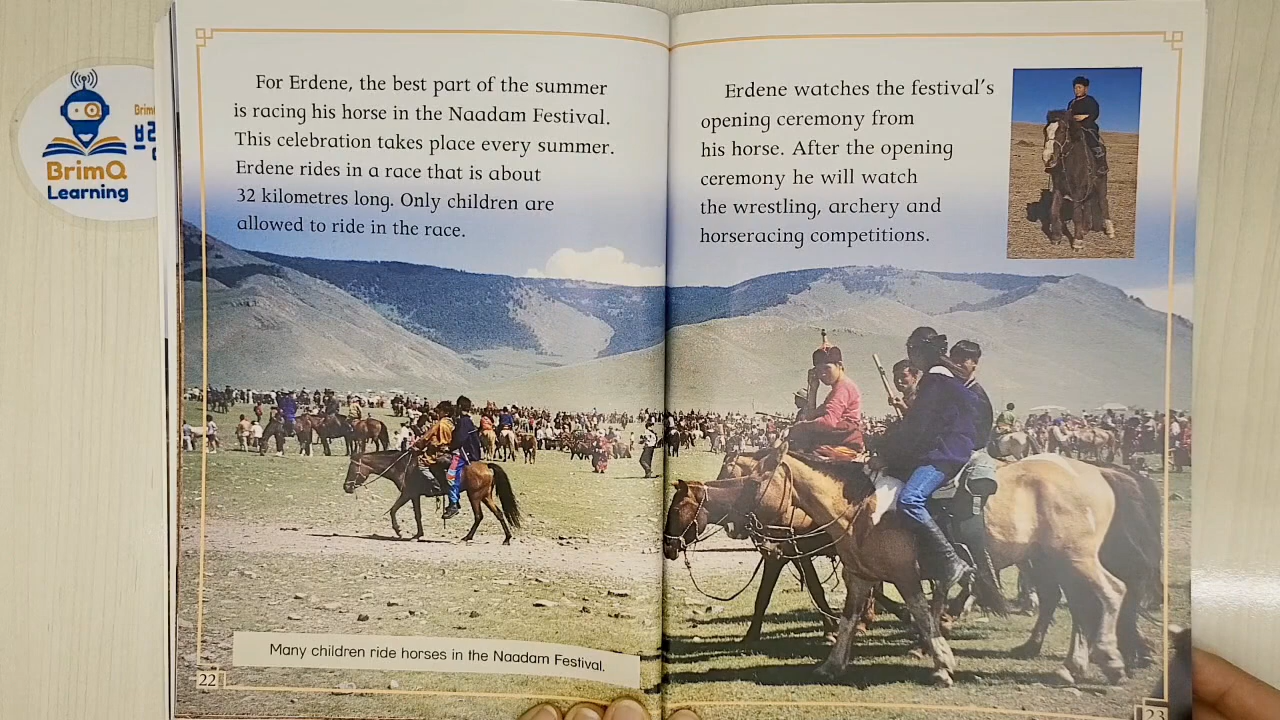 BrimQ
Learning
For Erdene, the best part of the summer
is racing his horse in the Naadam Festival.
This celebration takes place every summer.
Erdene rides in a race that is about
32 kilometres long. Only children are
allowed to ride in the race.
Many children ride horses in the Naadam Festival.
22
Erdene watches the festival's
opening ceremony from
his horse. After the opening
ceremony he will watch
the wrestling, archery and
horseracing competitions.
23